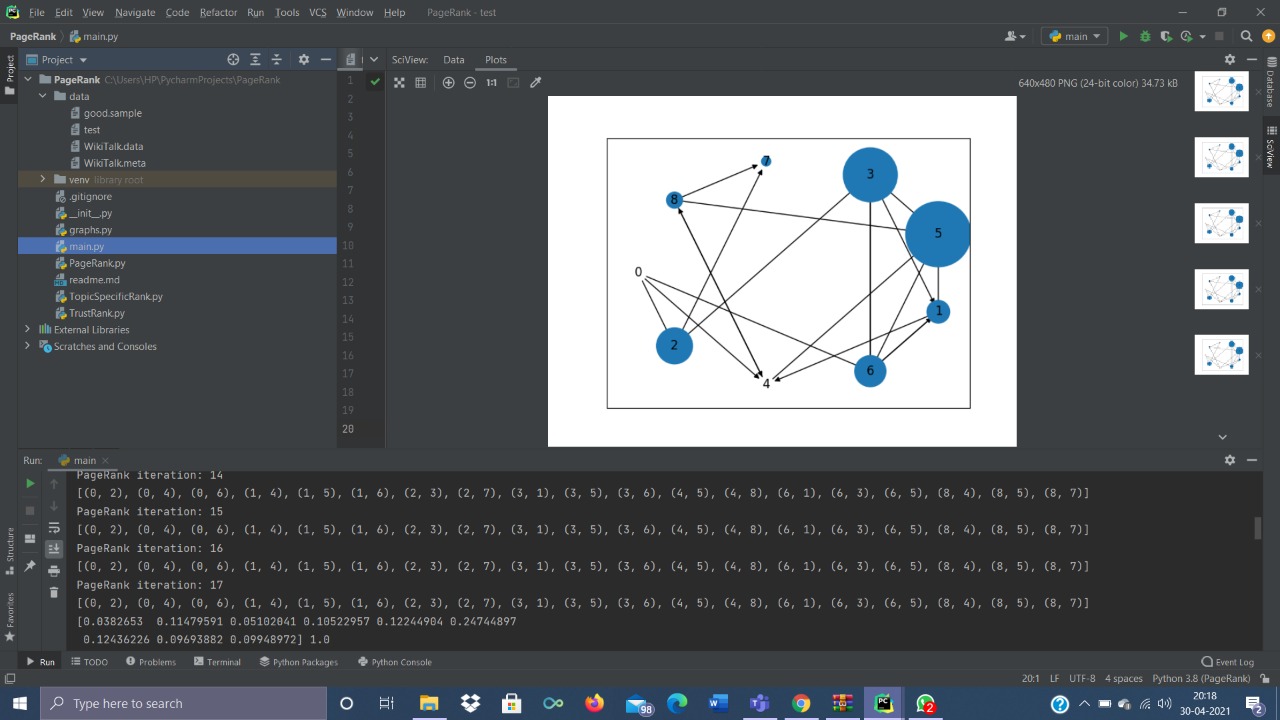 File Edit View Navigate Code Refactor Run Tools VCS Window Help PageRank - test
PageRank main.py main
Project
Project
SciView: Data Plots
1:1 640x480 PNG (24-bit color) 34.73 kB
PageRank C:\Users\HP\PycharmProjects\PageRank
data
good.sample
test
WikiTalk.data
WikiTalk.meta
venv library root
.gitignore
__init__.py
graphs.py
main.py
PageRank.py
readme.md
TopicSpecificRank.py
TrustRank.py
External Libraries
Scratches and Consoles
1
2
3
4
5
6
7
8
9
10
11
12
13
14
15
16
17
18
19
20
7
3
8
5
0
1
2
6
4
Database
SciView
Run: main
PageRank iteration: 14
[(0, 2), (0, 4), (0, 6), (1, 4), (1, 5), (1, 6), (2, 3), (2, 7), (3, 1), (3, 5), (3, 6), (4, 5), (4, 8), (6, 1), (6, 3), (6, 5), (8, 4), (8, 5), (8, 7)]
PageRank iteration: 15
[(0, 2), (0, 4), (0, 6), (1, 4), (1, 5), (1, 6), (2, 3), (2, 7), (3, 1), (3, 5), (3, 6), (4, 5), (4, 8), (6, 1), (6, 3), (6, 5), (8, 4), (8, 5), (8, 7)]
PageRank iteration: 16
[(0, 2), (0, 4), (0, 6), (1, 4), (1, 5), (1, 6), (2, 3), (2, 7), (3, 1), (3, 5), (3, 6), (4, 5), (4, 8), (6, 1), (6, 3), (6, 5), (8, 4), (8, 5), (8, 7)]
PageRank iteration: 17
[(0, 2), (0, 4), (0, 6), (1, 4), (1, 5), (1, 6), (2, 3), (2, 7), (3, 1), (3, 5), (3, 6), (4, 5), (4, 8), (6, 1), (6, 3), (6, 5), (8, 4), (8, 5), (8, 7)]
[0.0382653 0.11479591 0.05102041 0.10522957 0.12244904 0.24744897
0.12436226 0.09693882 0.09948972] 1.0
Structure
Favorites
Run TODO Problems Terminal Python Packages Python Console Event Log
20:1 LF UTF-8 4 spaces Python 3.8 (PageRank)
Type here to search 98 2 20:18
30-04-2021 2